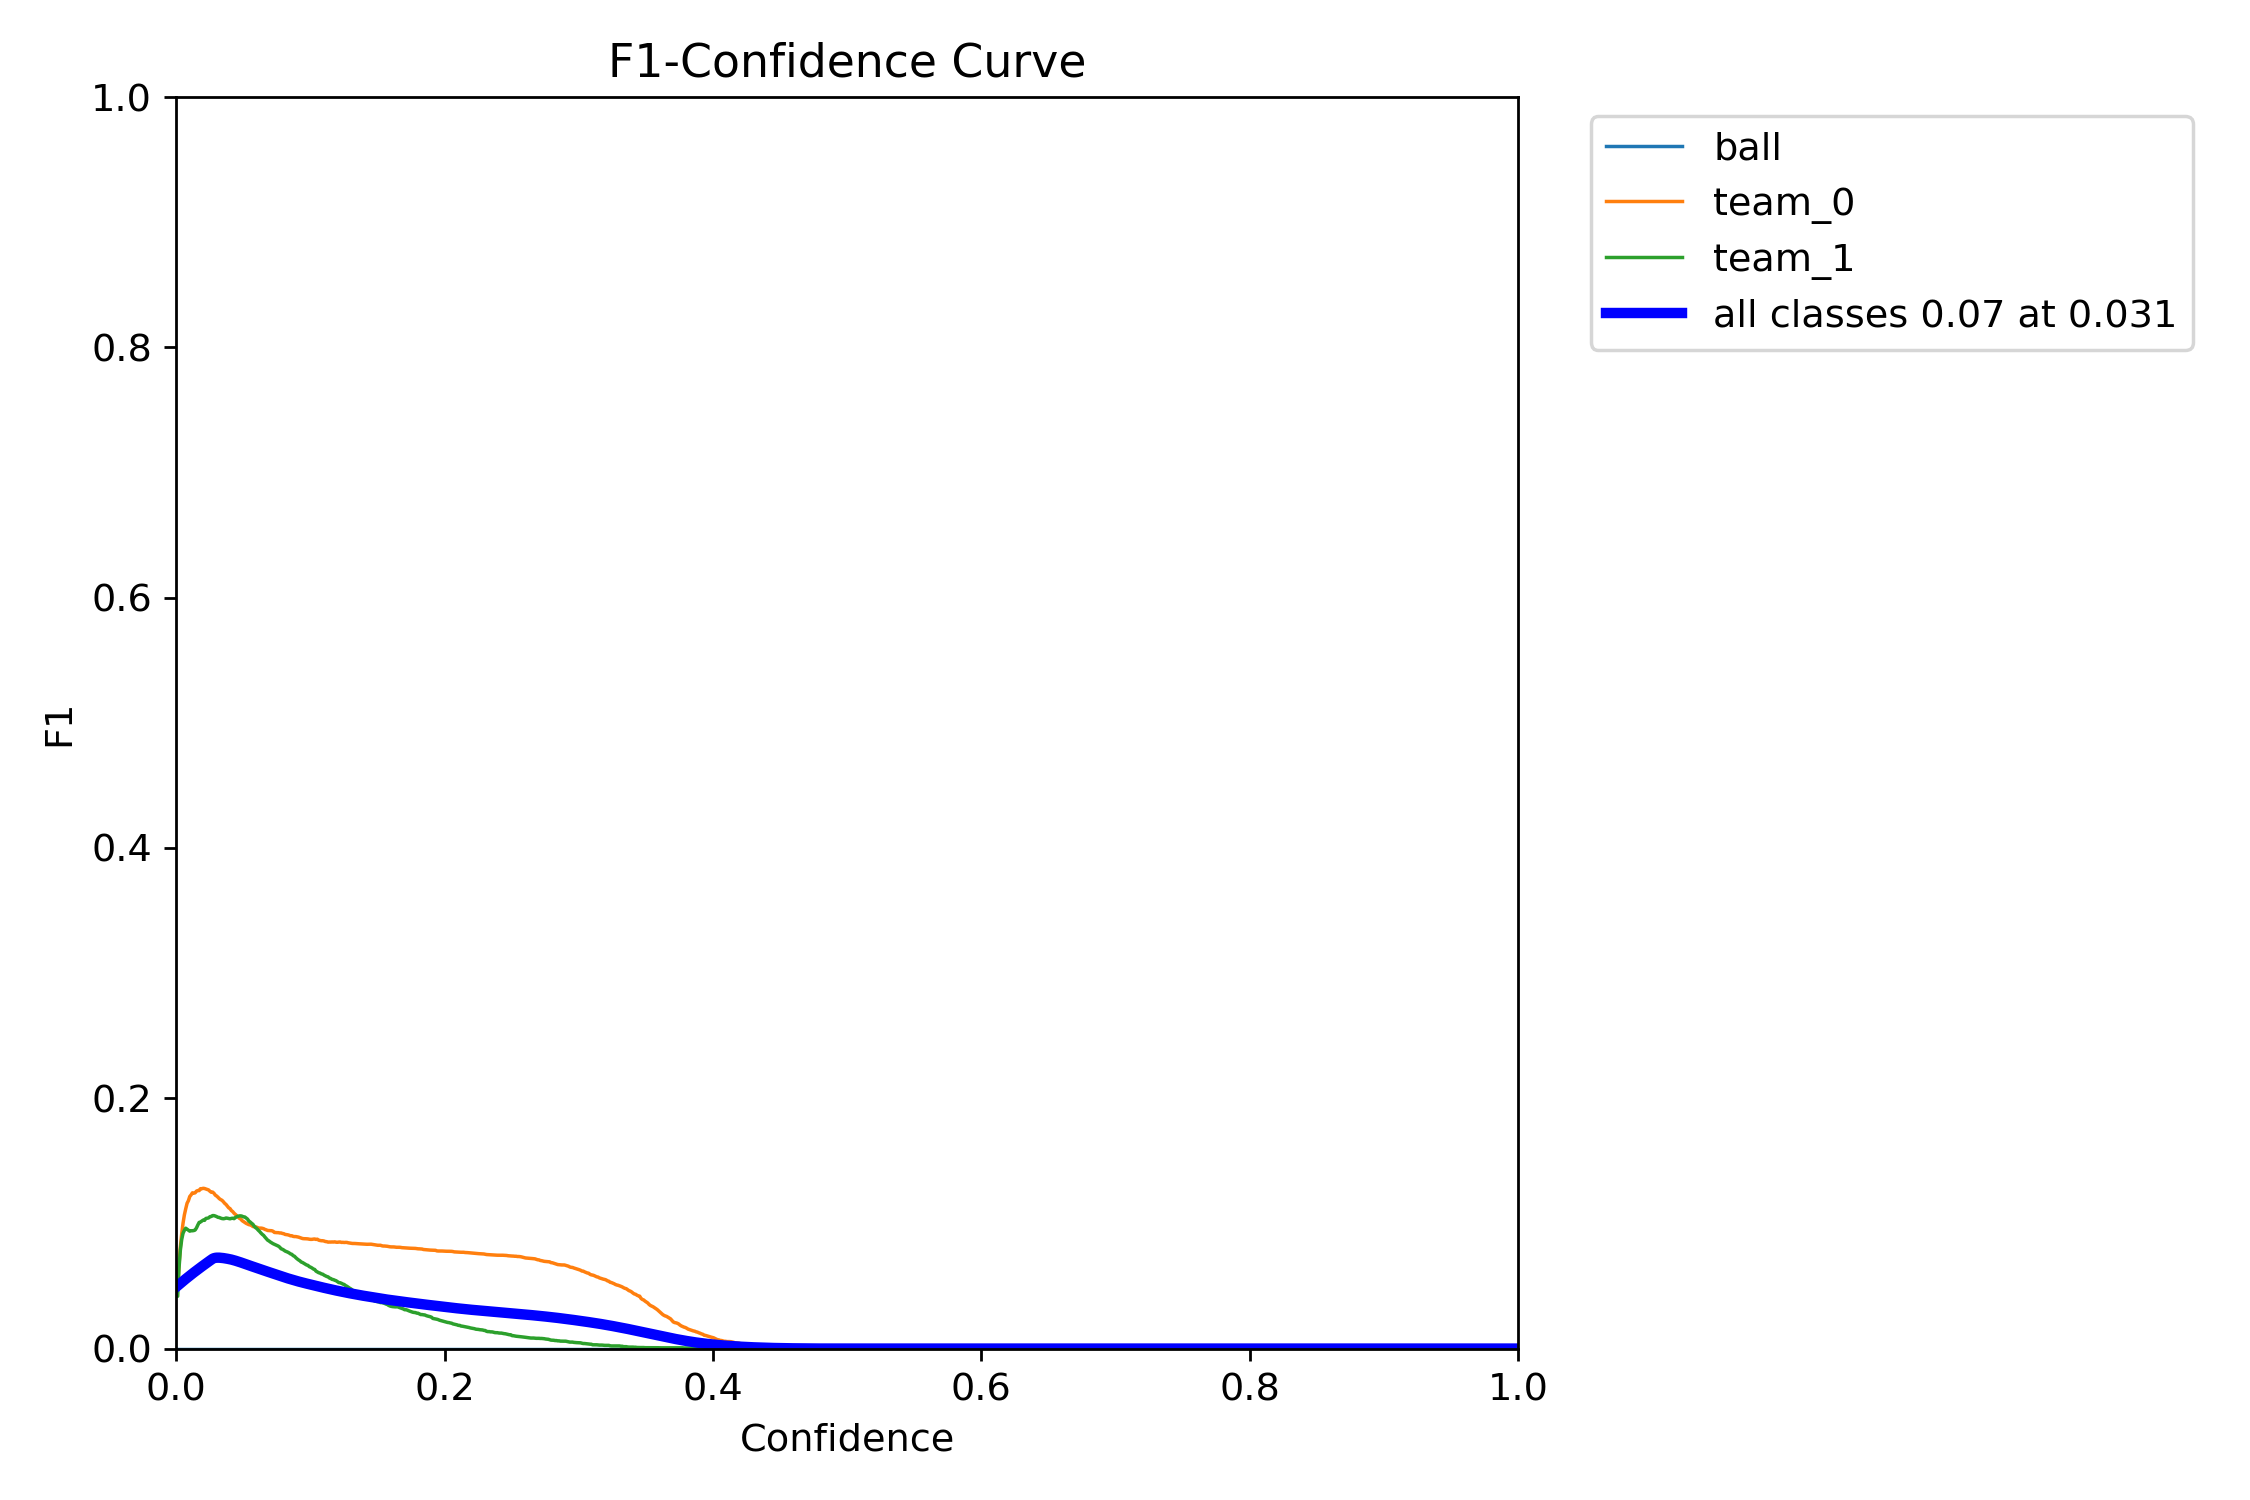 F1-Confidence Curve
1.0
0.8
0.6
0.4
0.2
0.0
F1
0.0 0.2 0.4 0.6 0.8 1.0
Confidence
ball
team_0
team_1
all classes 0.07 at 0.031